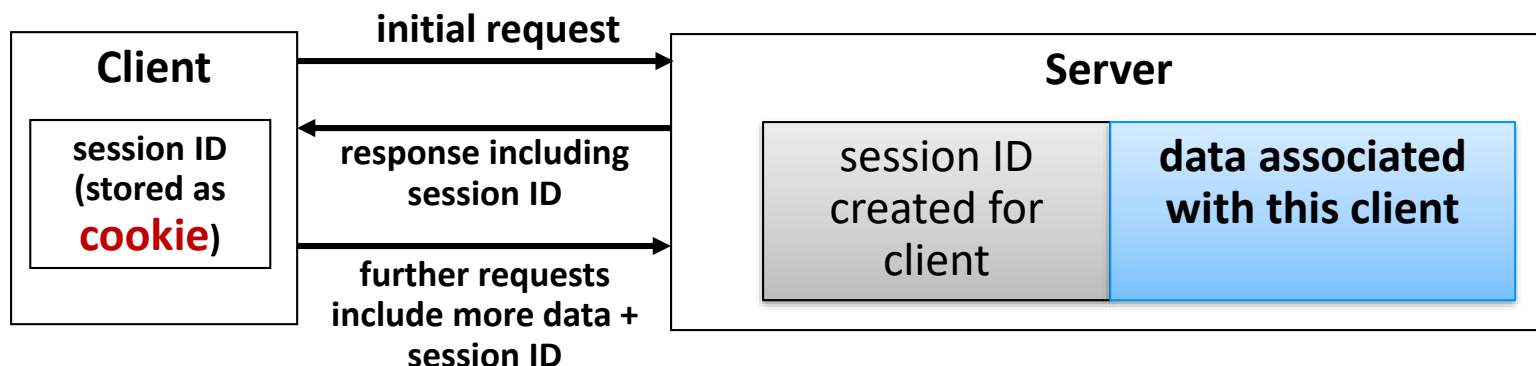 initial request
Client
session ID
(stored as
cookie)
response including
session ID
further requests
include more data +
session ID
Server
session ID
created for
client
data associated
with this client